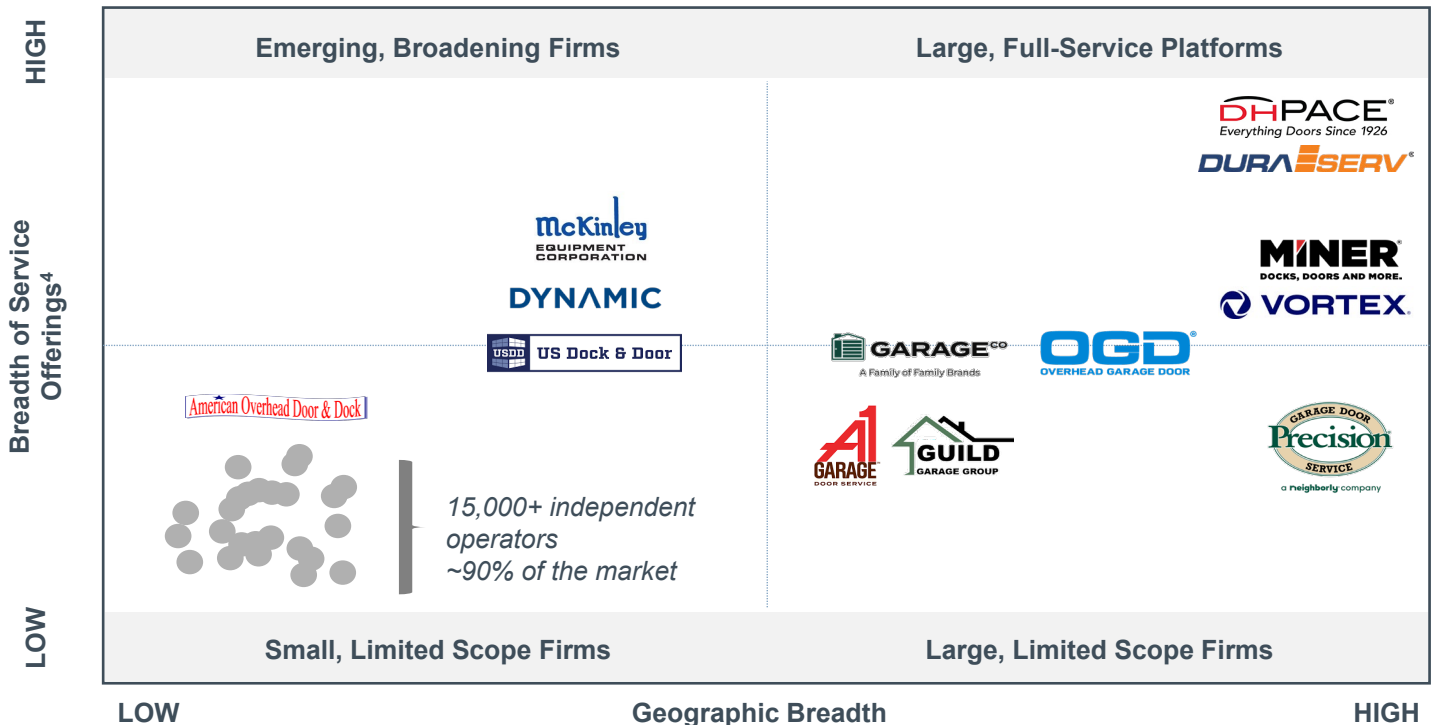 HIGH
Emerging, Broadening Firms
Large, Full-Service Platforms
DHPACE®
Everything Doors Since 1926
DURA SERV®
McKinley
EQUIPMENT
CORPORATION
MINER®
DOCKS, DOORS AND MORE.
DYNAMIC
VORTEX.
Breadth of Service
Offerings⁴
USDD US Dock & Door
GARAGE CO
A Family of Family Brands
OGD®
OVERHEAD GARAGE DOOR
American Overhead Door & Dock
A1
GARAGE
DOOR SERVICE
GUILD
GARAGE GROUP
GARAGE DOOR
Precision®
SERVICE
a neighborly company
15,000+ independent
operators
~90% of the market
LOW
Small, Limited Scope Firms
Large, Limited Scope Firms
LOW
Geographic Breadth
HIGH